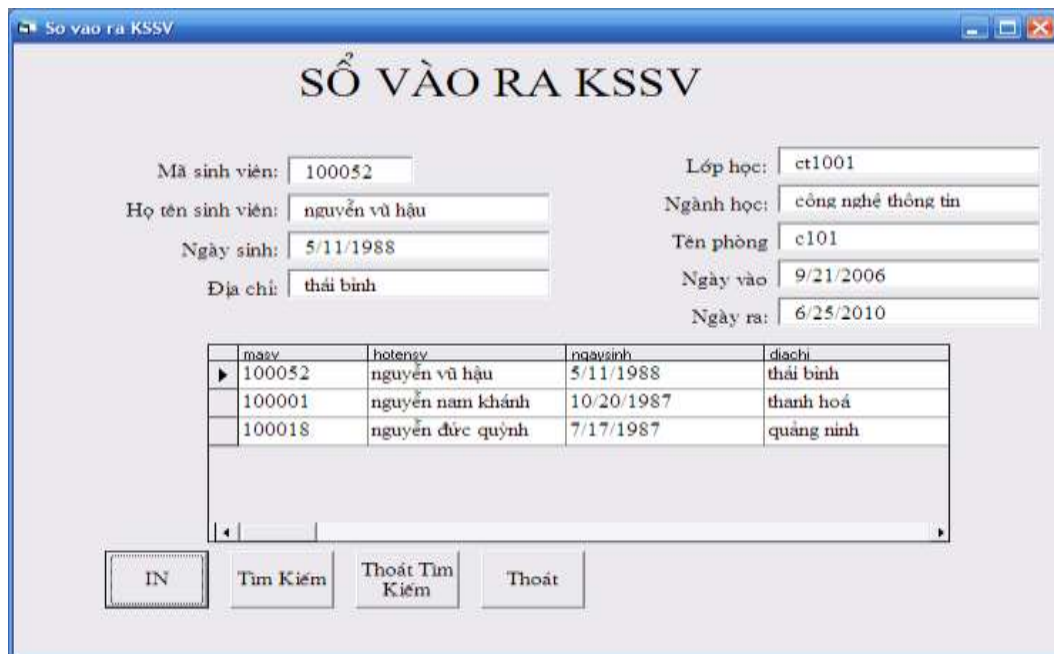 So vao ra KSSV
SỔ VÀO RA KSSV
Mã sinh viên: 100052
Họ tên sinh viên: nguyễn vũ hậu
Ngày sinh: 5/11/1988
Địa chỉ: thái bình
Lớp học: ct1001
Ngành học: công nghệ thông tin
Tên phòng c101
Ngày vào 9/21/2006
Ngày ra: 6/25/2010
masv hotensv ngaysinh diachi
100052 nguyễn vũ hậu 5/11/1988 thái bình
100001 nguyễn nam khánh 10/20/1987 thanh hoá
100018 nguyễn đức quỳnh 7/17/1987 quảng ninh
IN
Tìm Kiếm
Thoát Tìm
Kiếm
Thoát